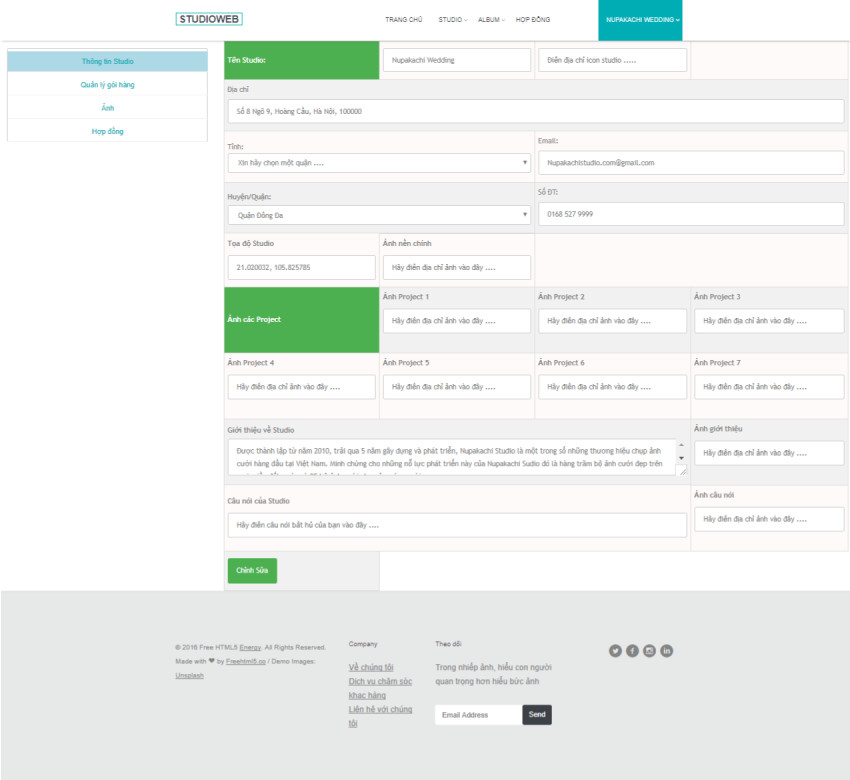 STUDIOWEB
TRANG CHỦ STUDIO ALBUM HỢP ĐỒNG NUPAKACHI WEDDING
Thông tin Studio
Quản lý gói hàng
Ảnh
Hợp đồng
Tên Studio: Nupakachi Wedding Điền địa chỉ icon studio .....
Địa chỉ
Số 8 Ngõ 9, Hoàng Cầu, Hà Nội, 100000
Tỉnh: Email:
Xin hãy chọn một quận .... Nupakachistudio.com@gmail.com
Huyện/Quận: Số ĐT:
Quận Đống Đa 0168 527 9999
Tọa độ Studio Ảnh nền chính
21.020032, 105.825785 Hãy điền địa chỉ ảnh vào đây ....
Ảnh các Project Ảnh Project 1 Ảnh Project 2 Ảnh Project 3
Hãy điền địa chỉ ảnh vào đây .... Hãy điền địa chỉ ảnh vào đây .... Hãy điền địa chỉ ảnh vào đây ....
Ảnh Project 4 Ảnh Project 5 Ảnh Project 6 Ảnh Project 7
Hãy điền địa chỉ ảnh vào đây .... Hãy điền địa chỉ ảnh vào đây .... Hãy điền địa chỉ ảnh vào đây .... Hãy điền địa chỉ ảnh vào đây ....
Giới thiệu về Studio Ảnh giới thiệu
Được thành lập từ năm 2010, trải qua 5 năm gây dựng và phát triển, Nupakachi Studio là một trong số những thương hiệu chụp ảnh
cưới hàng đầu tại Việt Nam. Minh chứng cho những nỗ lực phát triển này của Nupakachi Sudio đó là hàng trăm bộ ảnh cưới đẹp trên
Hãy điền địa chỉ ảnh vào đây ....
Câu nói của Studio Ảnh câu nói
Hãy điền câu nói bất hủ của bạn vào đây .... Hãy điền địa chỉ ảnh vào đây ....
Chỉnh Sửa
© 2016 Free HTML5 Energy. All Rights Reserved.
Made with ♥ by Freehtml5.co / Demo Images:
Unsplash
Company
Về chúng tôi
Dịch vụ chăm sóc
khac hàng
Liên hệ với chúng
tôi
Theo dõi
Trong nhiếp ảnh, hiểu con người
quan trọng hơn hiểu bức ảnh
Email Address Send